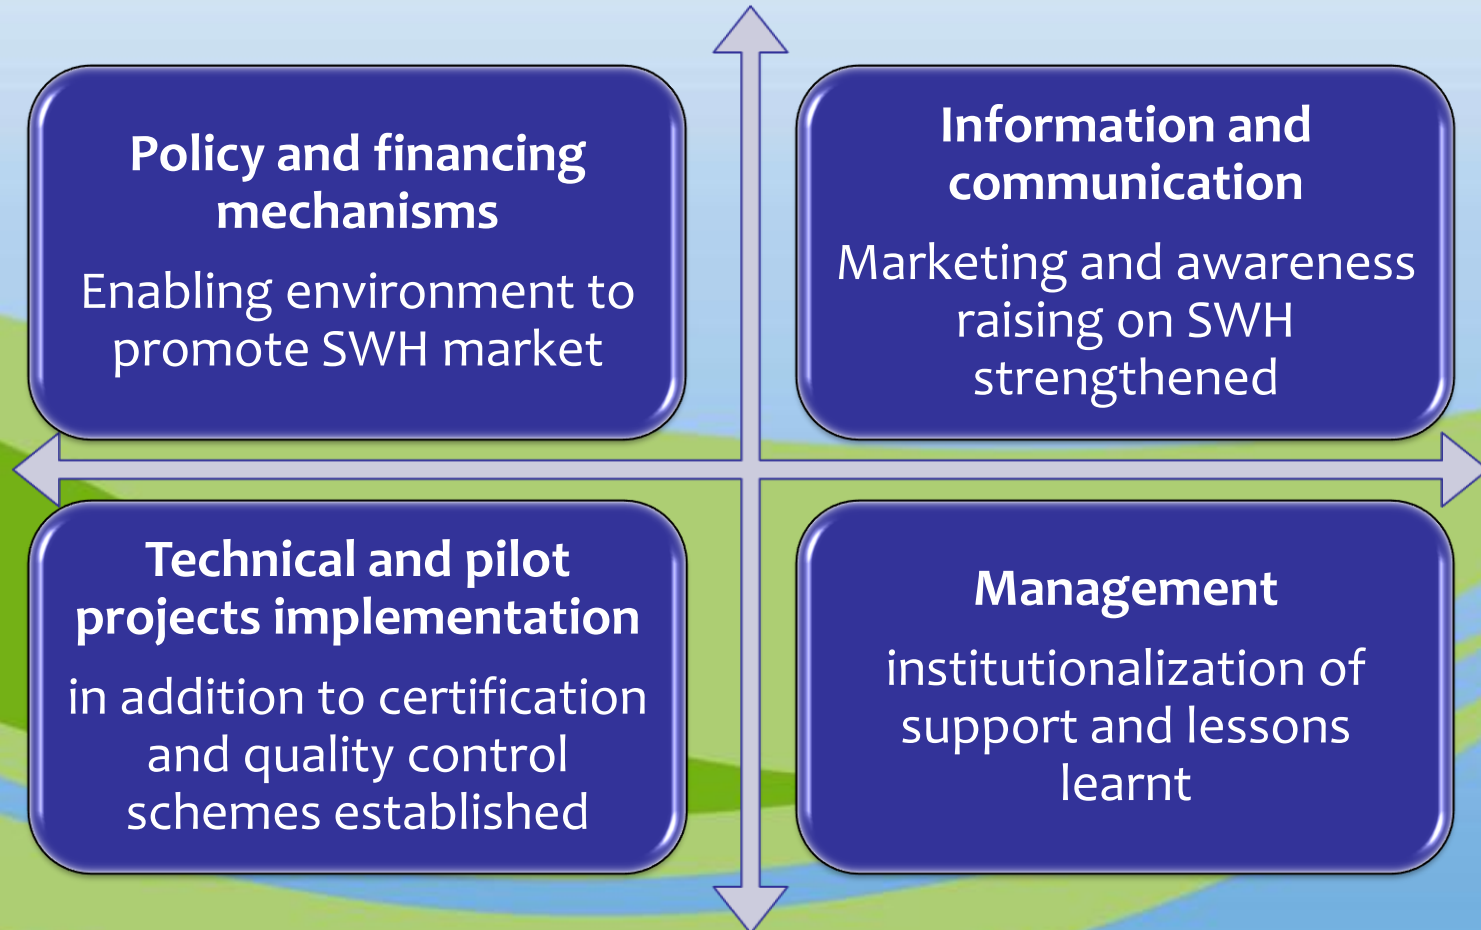 Policy and financing
mechanisms
Enabling environment to
promote SWH market
Information and
communication
Marketing and awareness
raising on SWH
strengthened
Technical and pilot
projects implementation
in addition to certification
and quality control
schemes established
Management
institutionalization of
support and lessons
learnt